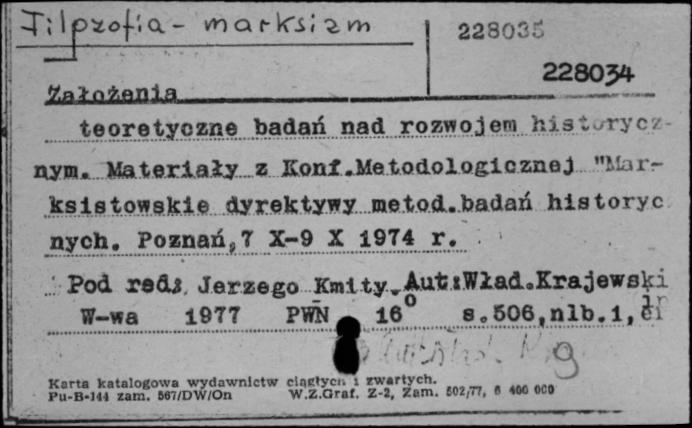 Filozofia - marksizm
228035
228034
Założenia
teoretyczne badań nad rozwojem historycz-
nym. Materiały z Konf.Metodologicznej "Mar-
ksistowskie dyrektywy metod.badań historyc
nych. Poznań,7 X-9 X 1974 r.
Pod red: Jerzego Kmity. Aut:Wład.Krajewski
W-wa 1977 PWN 16° s.506,nlb.1,
Karta katalogowa wydawnictw ciągłych i zwartych.
Pu-B-144 zam. 567/DW/On W.Z.Graf. Z-2, Zam. 502/77, 6 400 000